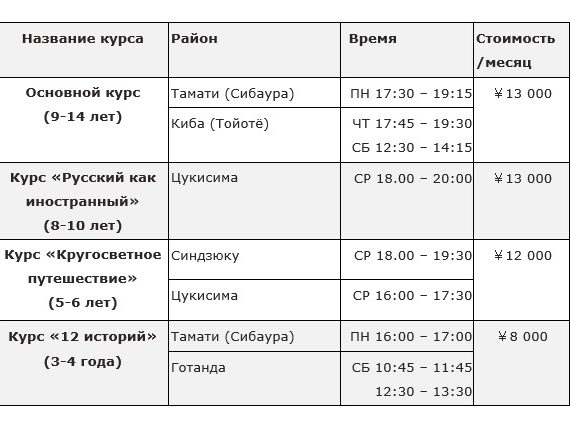 Название курса Район Время Стоимость
/месяц
Основной курс Тамати (Сибаура) ПН 17:30 – 19:15 ￥13 000
(9-14 лет) Киба (Тойотё) ЧТ 17:45 – 19:30
СБ 12:30 – 14:15
Курс «Русский как Цукисима СР 18.00 – 20:00 ￥13 000
иностранный»
(8-10 лет)
Курс «Кругосветное Синдзюку СР 18.00 – 19:30 ￥12 000
путешествие»
(5-6 лет) Цукисима СР 16:00 – 17:30
Курс «12 историй» Тамати (Сибаура) ПН 16:00 – 17:00 ￥8 000
(3-4 года) Готанда СБ 10:45 – 11:45
12:30 – 13:30